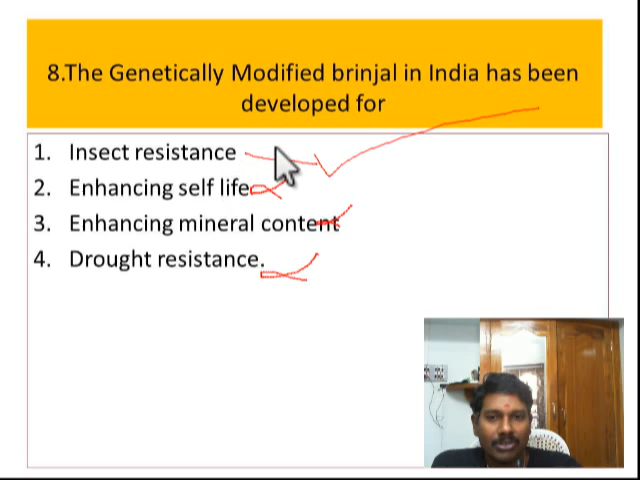 8.The Genetically Modified brinjal in India has been
developed for
1. Insect resistance
2. Enhancing self life
3. Enhancing mineral content
4. Drought resistance.